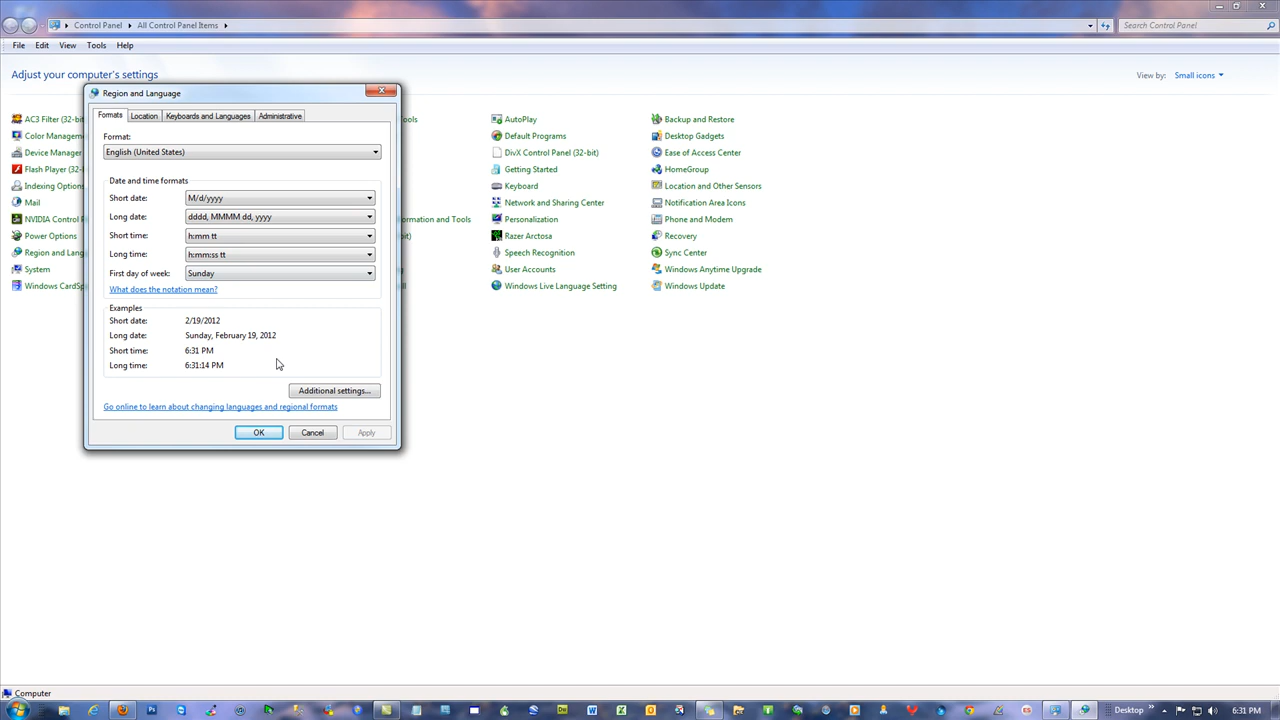 Control Panel ▸ All Control Panel Items ▸
Search Control Panel
File Edit View Tools Help
Adjust your computer's settings
View by: Small icons
Region and Language
Formats Location Keyboards and Languages Administrative
Format:
English (United States)
Date and time formats
Short date: M/d/yyyy
Long date: dddd, MMMM dd, yyyy
Short time: h:mm tt
Long time: h:mm:ss tt
First day of week: Sunday
What does the notation mean?
Examples
Short date: 2/19/2012
Long date: Sunday, February 19, 2012
Short time: 6:31 PM
Long time: 6:31:14 PM
Additional settings...
Go online to learn about changing languages and regional formats
OK Cancel Apply
AC3 Filter (32-bit
Color Managem
Device Manager
Flash Player (32-
Indexing Option
Mail
NVIDIA Control P
Power Options
Region and Lang
System
Windows CardSp
AutoPlay
Default Programs
DivX Control Panel (32-bit)
Getting Started
Keyboard
Network and Sharing Center
Personalization
Razer Arctosa
Speech Recognition
User Accounts
Windows Live Language Setting
ools
ormation and Tools
bit)
Backup and Restore
Desktop Gadgets
Ease of Access Center
HomeGroup
Location and Other Sensors
Notification Area Icons
Phone and Modem
Recovery
Sync Center
Windows Anytime Upgrade
Windows Update
Computer
Desktop » 6:31 PM